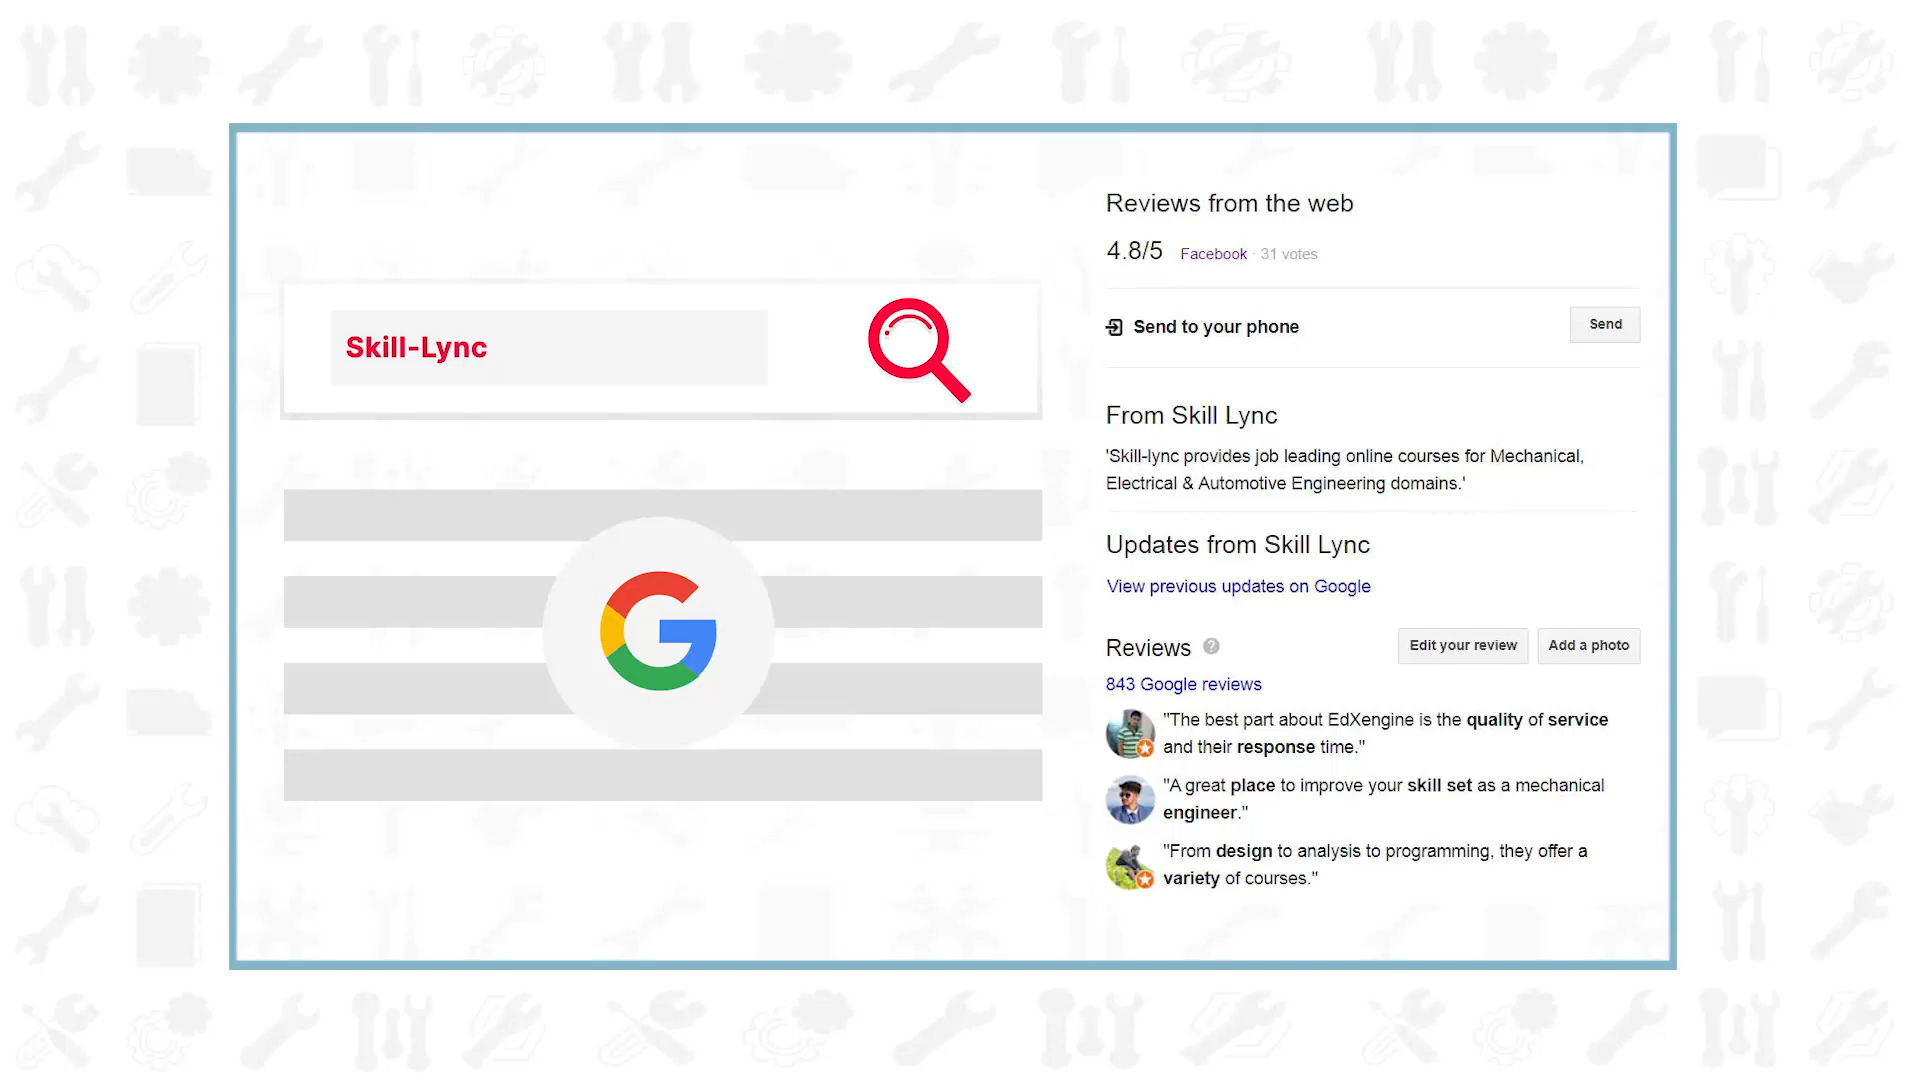 Skill-Lync
Reviews from the web
4.8/5 Facebook · 31 votes
Send to your phone
Send
From Skill Lync
'Skill-lync provides job leading online courses for Mechanical,
Electrical & Automotive Engineering domains.'
Updates from Skill Lync
View previous updates on Google
Reviews ?
Edit your review
Add a photo
843 Google reviews
"The best part about EdXengine is the quality of service
and their response time."
"A great place to improve your skill set as a mechanical
engineer."
"From design to analysis to programming, they offer a
variety of courses."